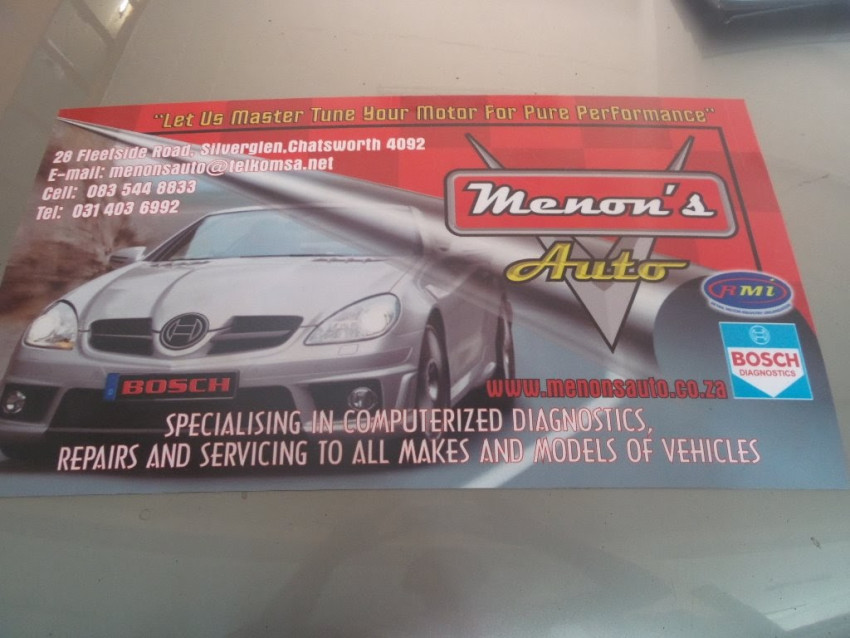 "Let Us Master Tune Your Motor For Pure Performance"
28 Fleetside Road, Silverglen,Chatsworth 4092
E-mail: menonsauto@telkomsa.net
Cell: 083 544 8833
Tel: 031 403 6992
Menon's
Auto
RMi
BOSCH
DIAGNOSTICS
BOSCH
www.menonsauto.co.za
SPECIALISING IN COMPUTERIZED DIAGNOSTICS,
REPAIRS AND SERVICING TO ALL MAKES AND MODELS OF VEHICLES